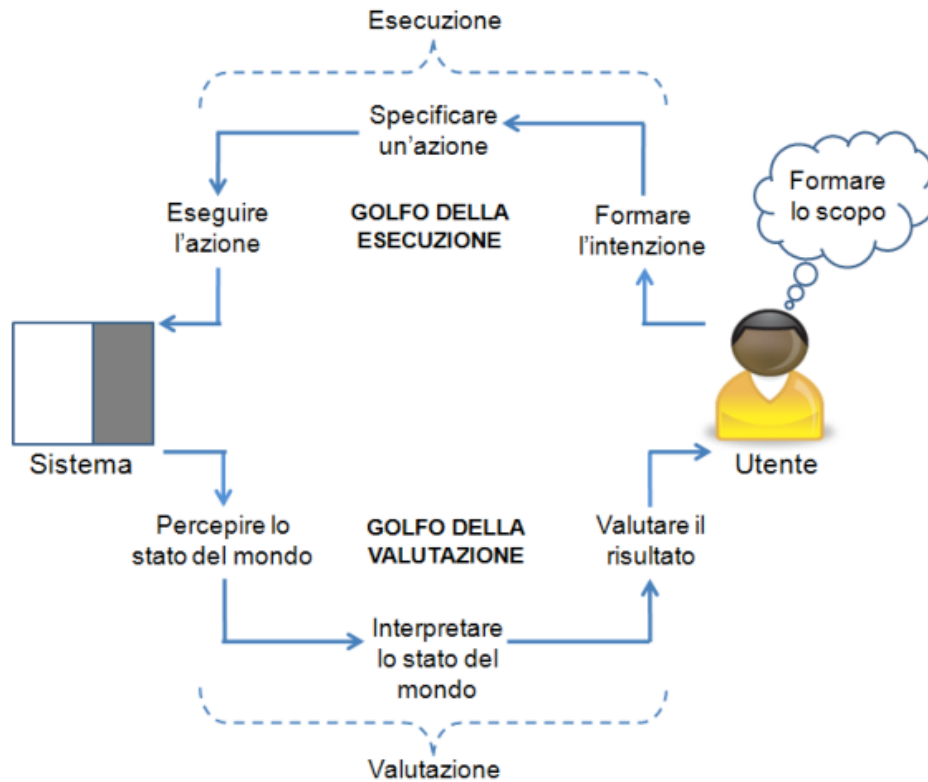 Esecuzione
Specificare
un'azione
Formare
lo scopo
Eseguire
l'azione
GOLFO DELLA
ESECUZIONE
Formare
l'intenzione
Sistema
Utente
Percepire lo
stato del mondo
GOLFO DELLA
VALUTAZIONE
Valutare il
risultato
Interpretare
lo stato del
mondo
Valutazione